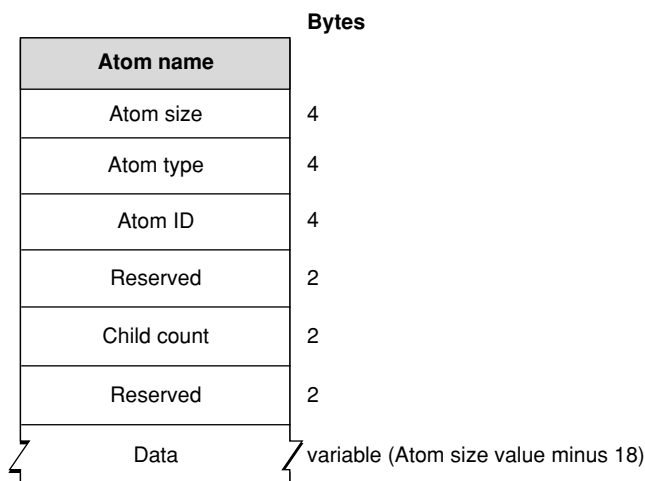 Bytes
Atom name
Atom size 4
Atom type 4
Atom ID 4
Reserved 2
Child count 2
Reserved 2
Data variable (Atom size value minus 18)